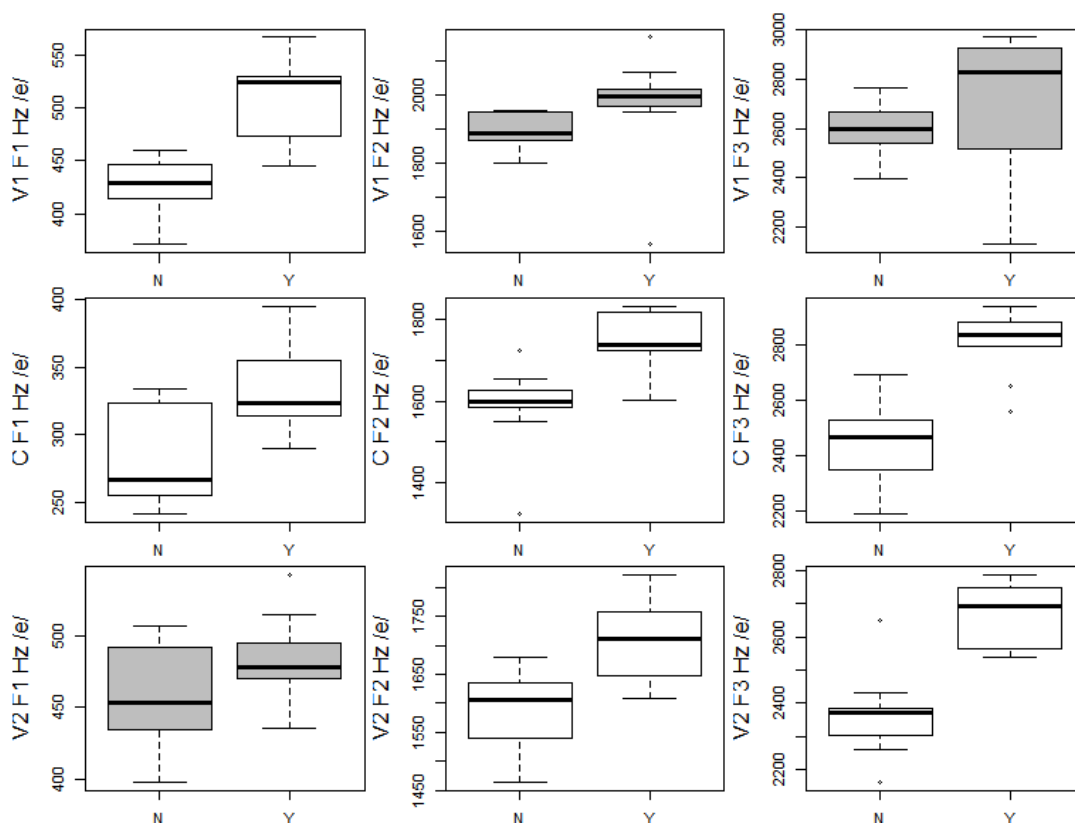 V1 F1 Hz /e/
400 450 500 550
N Y
V1 F2 Hz /e/
1600 1800 2000
N Y
V1 F3 Hz /e/
2200 2400 2600 2800 3000
N Y
C F1 Hz /e/
250 300 350 400
N Y
C F2 Hz /e/
1400 1600 1800
N Y
C F3 Hz /e/
2200 2400 2600 2800
N Y
V2 F1 Hz /e/
400 450 500
N Y
V2 F2 Hz /e/
1450 1550 1650 1750
N Y
V2 F3 Hz /e/
2200 2400 2600 2800
N Y